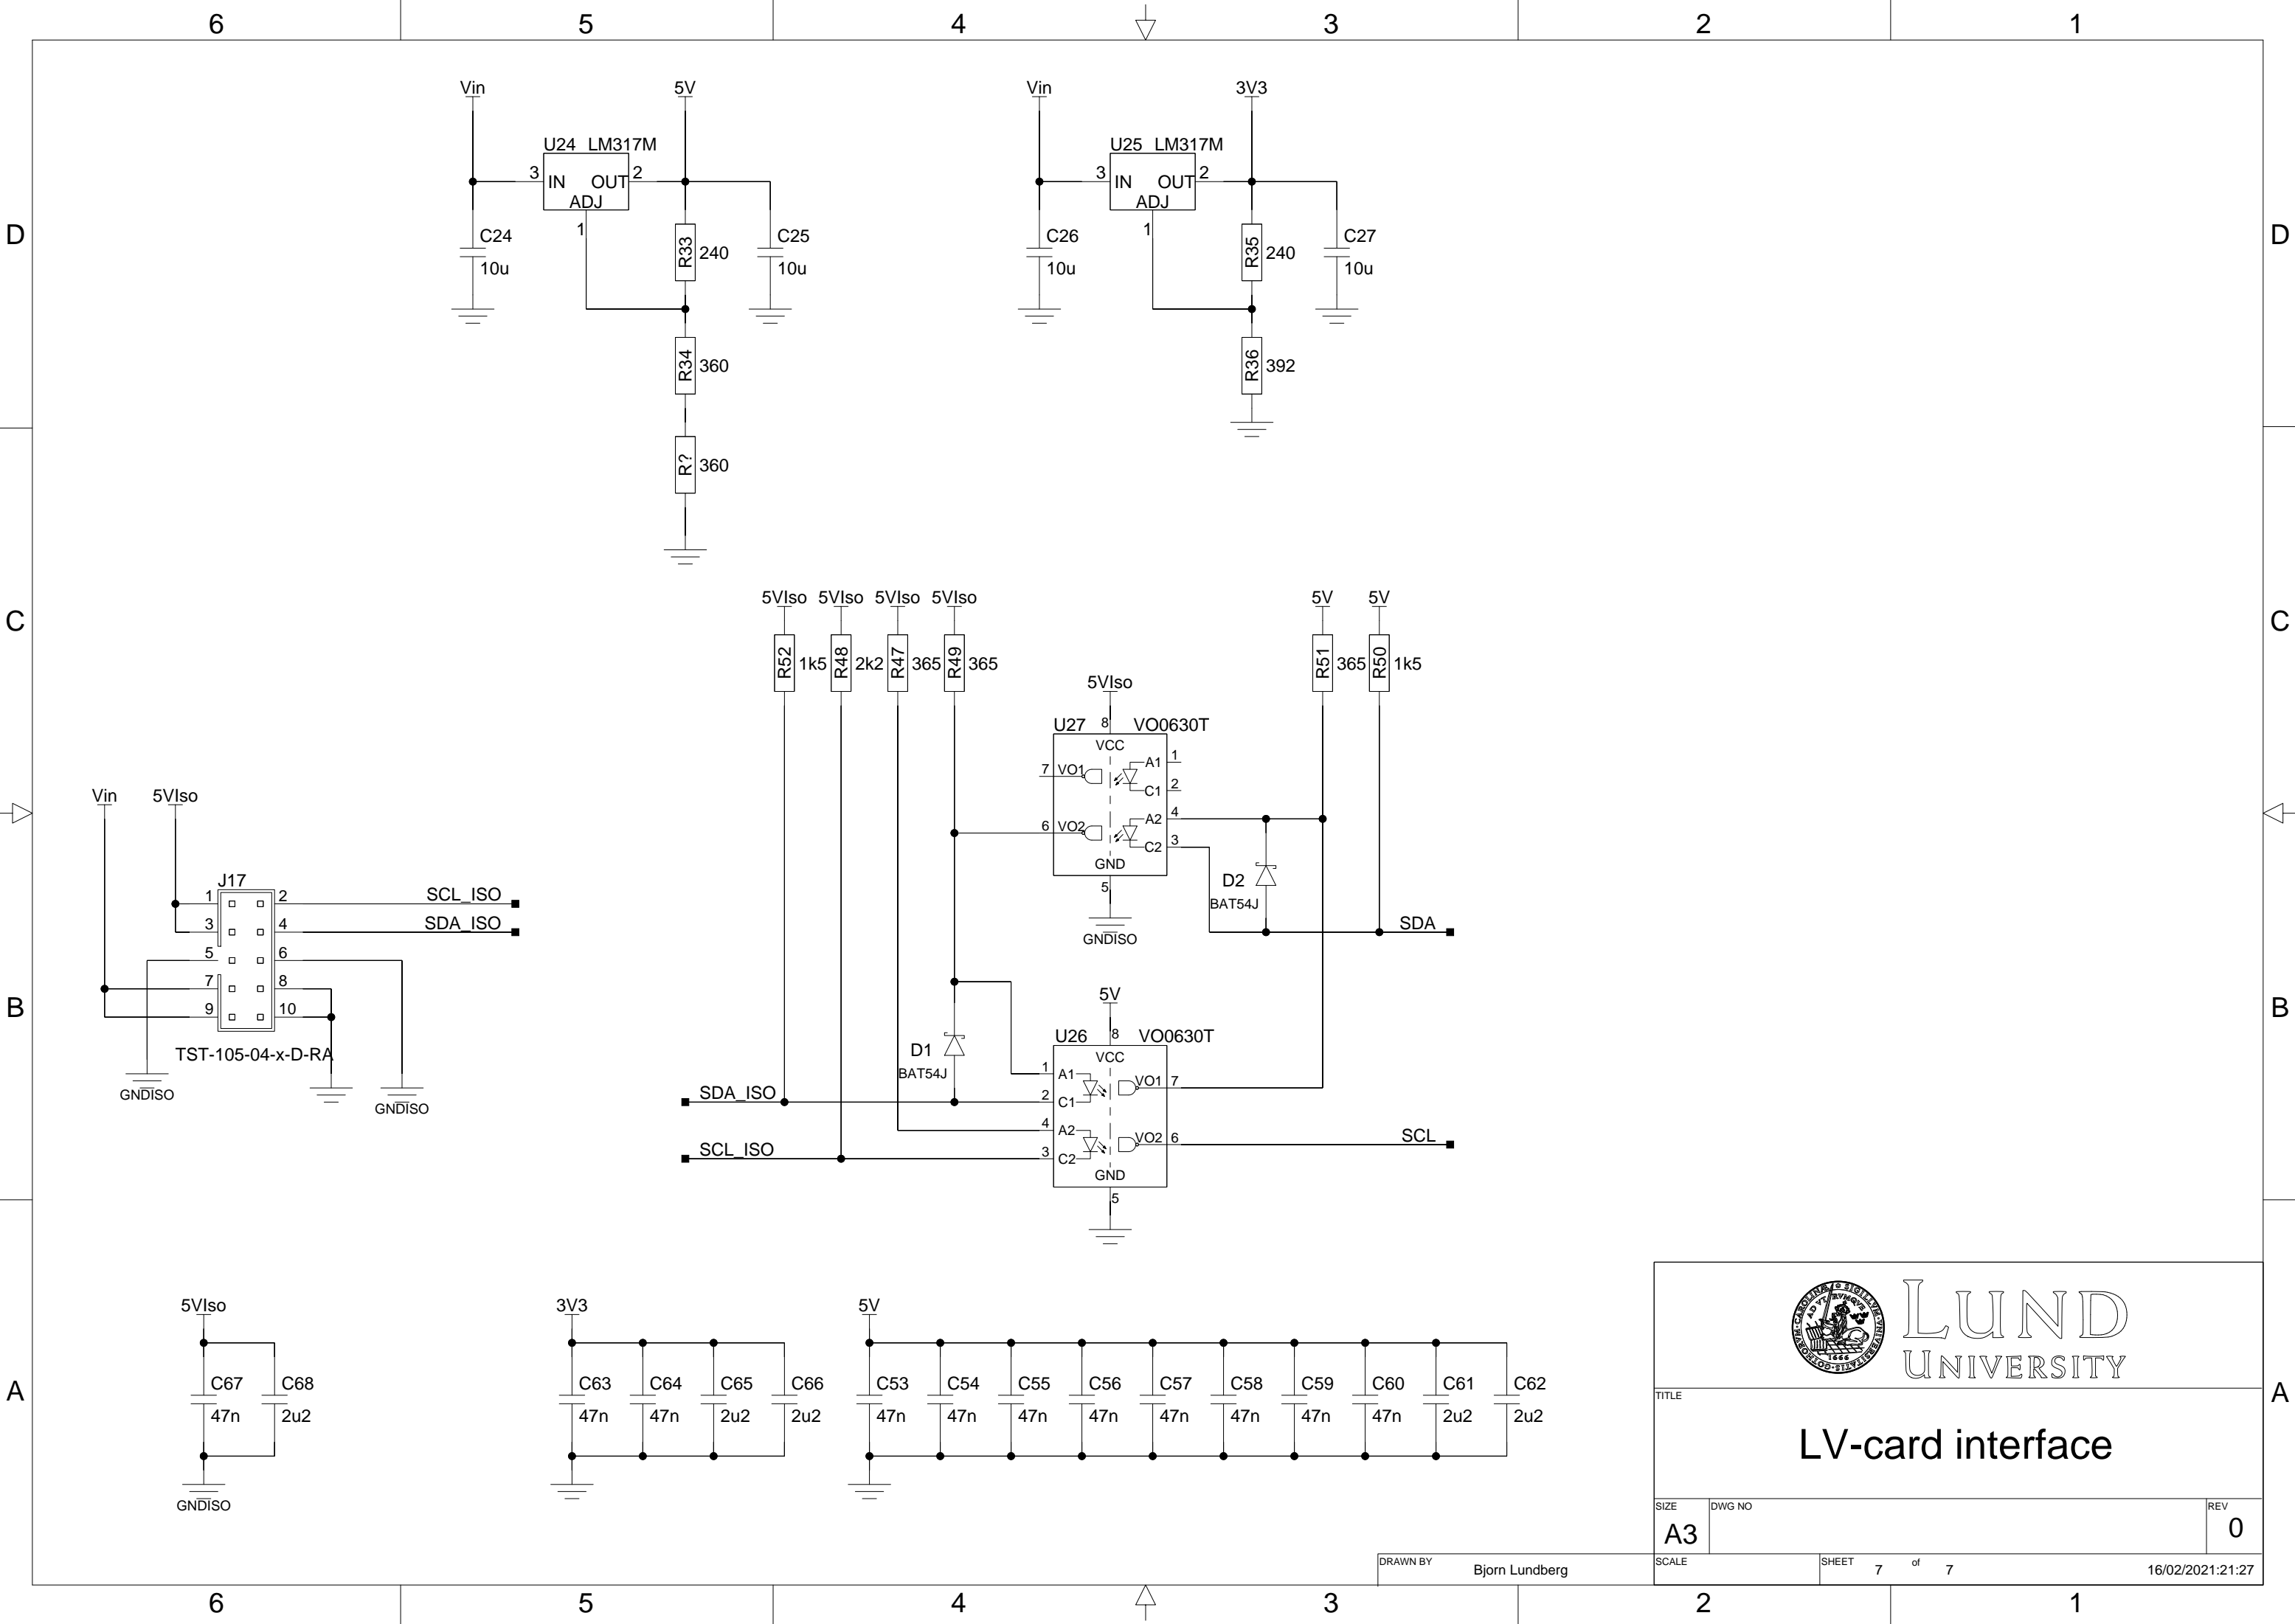 6 5 4 3 2 1
Vin 5V Vin 3V3
U24 LM317M U25 LM317M
3 IN OUT 2 3 IN OUT 2
ADJ ADJ
1 1
D C24 R33 240 C25 C26 R35 240 C27 D
10u 10u 10u 10u
R34 360 R36 392
R? 360
5VIso 5VIso 5VIso 5VIso 5V 5V
C C
R52 1k5 R48 2k2 R47 365 R49 365 R51 365 R50 1k5
5VIso
U27 8 VO0630T
VCC
A1 1
7 VO1
C1 2
Vin 5VIso
A2 4
6 VO2
C2 3
GND
J17 5 D2
1 2 SCL_ISO BAT54J
3 4 SDA_ISO SDA
GNDISO
5 6
7 8
5V
B 9 10 B
U26 8 VO0630T
TST-105-04-x-D-RA D1 VCC
BAT54J 1 A1 VO1 7
GNDISO SDA_ISO 2 C1
GNDISO
4 A2 VO2 6 SCL
SCL_ISO 3 C2
GND
5
5VIso 3V3 5V
LUND
UNIVERSITY
A C67 C68 C63 C64 C65 C66 C53 C54 C55 C56 C57 C58 C59 C60 C61 C62 A
47n 2u2 47n 47n 2u2 2u2 47n 47n 47n 47n 47n 47n 47n 47n 2u2 2u2
TITLE
LV-card interface
GNDISO
SIZE DWG NO REV
A3 0
DRAWN BY Bjorn Lundberg SCALE SHEET 7 of 7 16/02/2021:21:27
6 5 4 3 2 1